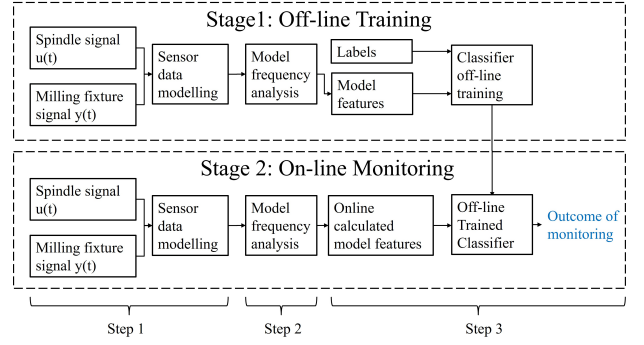 Stage1: Off-line Training
Spindle signal
u(t)
Milling fixture
signal y(t)
Sensor
data
modelling
Model
frequency
analysis
Labels
Model
features
Classifier
off-line
training
Stage 2: On-line Monitoring
Spindle signal
u(t)
Milling fixture
signal y(t)
Sensor
data
modelling
Model
frequency
analysis
Online
calculated
model features
Off-line
Trained
Classifier
Outcome of
monitoring
Step 1
Step 2
Step 3